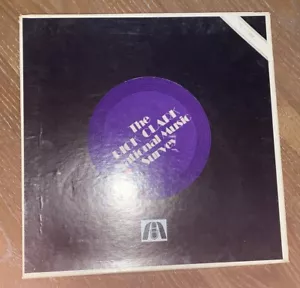 The
DICK CLARK
National Music
Survey